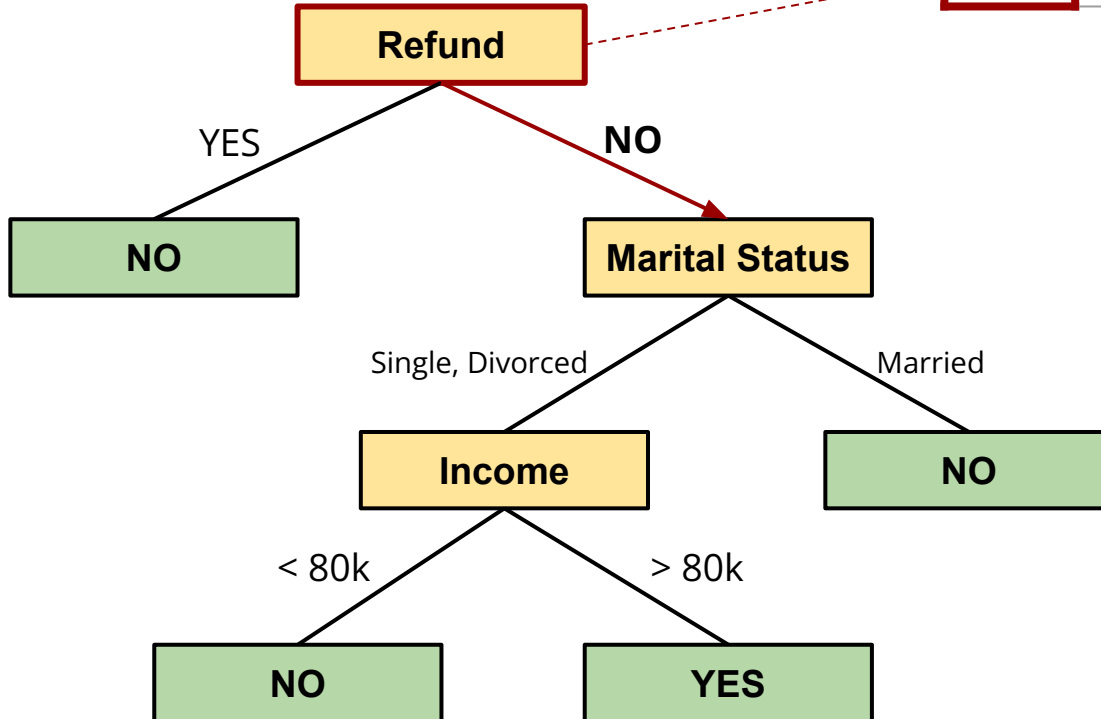 Refund
YES
NO
NO
Marital Status
Single, Divorced
Married
Income
NO
< 80k
> 80k
NO
YES